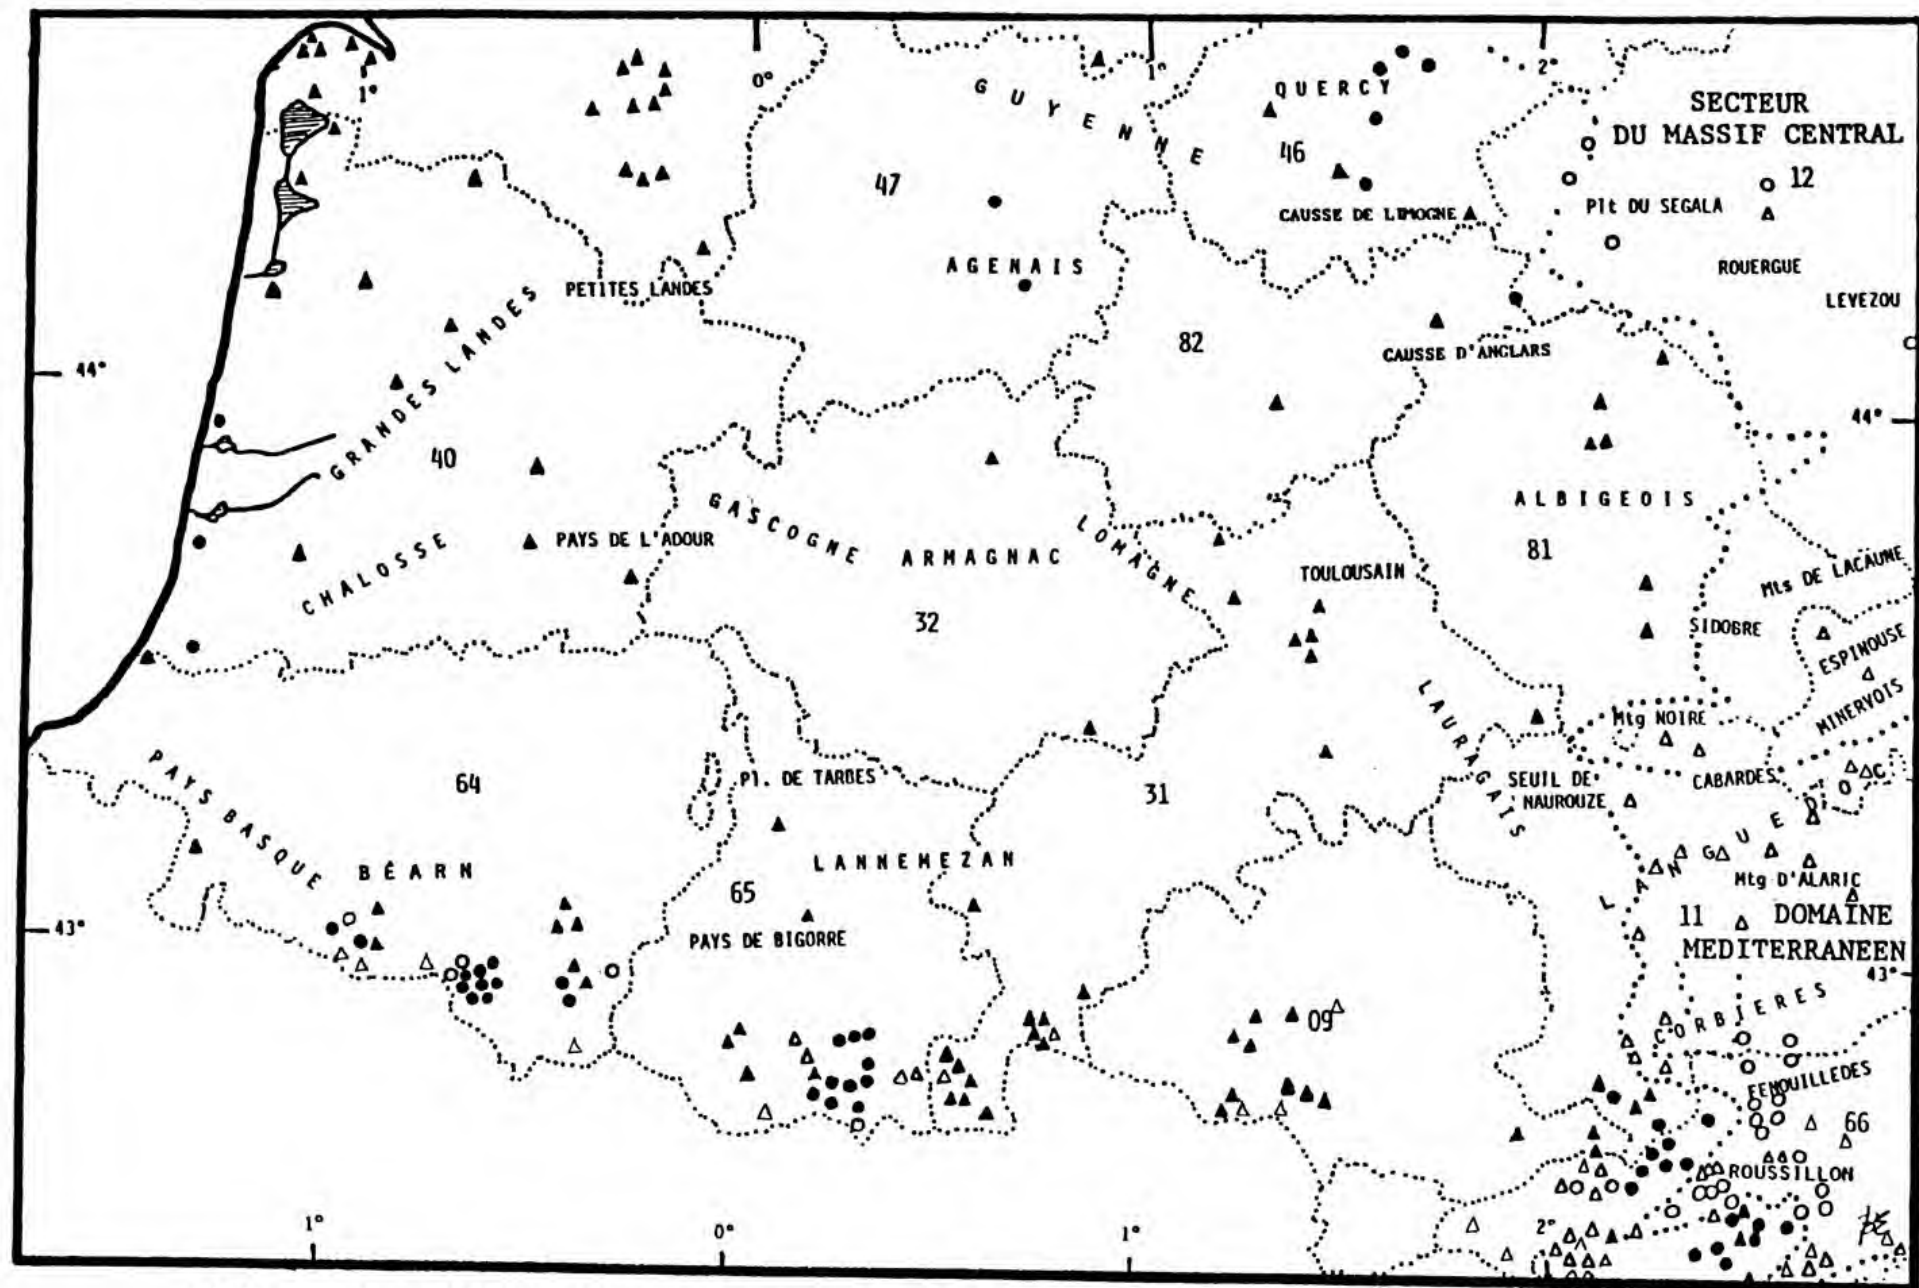 0°
1°
2°
1°
GUYENNE
QUERCY
SECTEUR
DU MASSIF CENTRAL
46
47
12
CAUSSE DE LIMOGNE
Plt DU SEGALA
AGENAIS
ROUERGUE
PETITES LANDES
LEVEZOU
82
CAUSSE D'ANGLARS
44°
44°
GRANDES LANDES
40
ALBIGEOIS
GASCOGNE
ARMAGNAC
LOMAGNE
PAYS DE L'ADOUR
81
TOULOUSAIN
Mts DE LACAUNE
CHALOSSE
32
SIDOBRE
ESPINOUSE
MINERVOIS
LAURAGAIS
Mtg NOIRE
PAYS BASQUE
64
Pl. DE TARBES
31
SEUIL DE
NAUROUZE
CABARDES
LANGUEDOC
BÉARN
LANNEMEZAN
65
Mtg D'ALARIC
11
DOMAINE
MEDITERRANEEN
43°
PAYS DE BIGORRE
43°
CORBIERES
09
FENOUILLEDES
66
ROUSSILLON
1°
0°
1°
2°